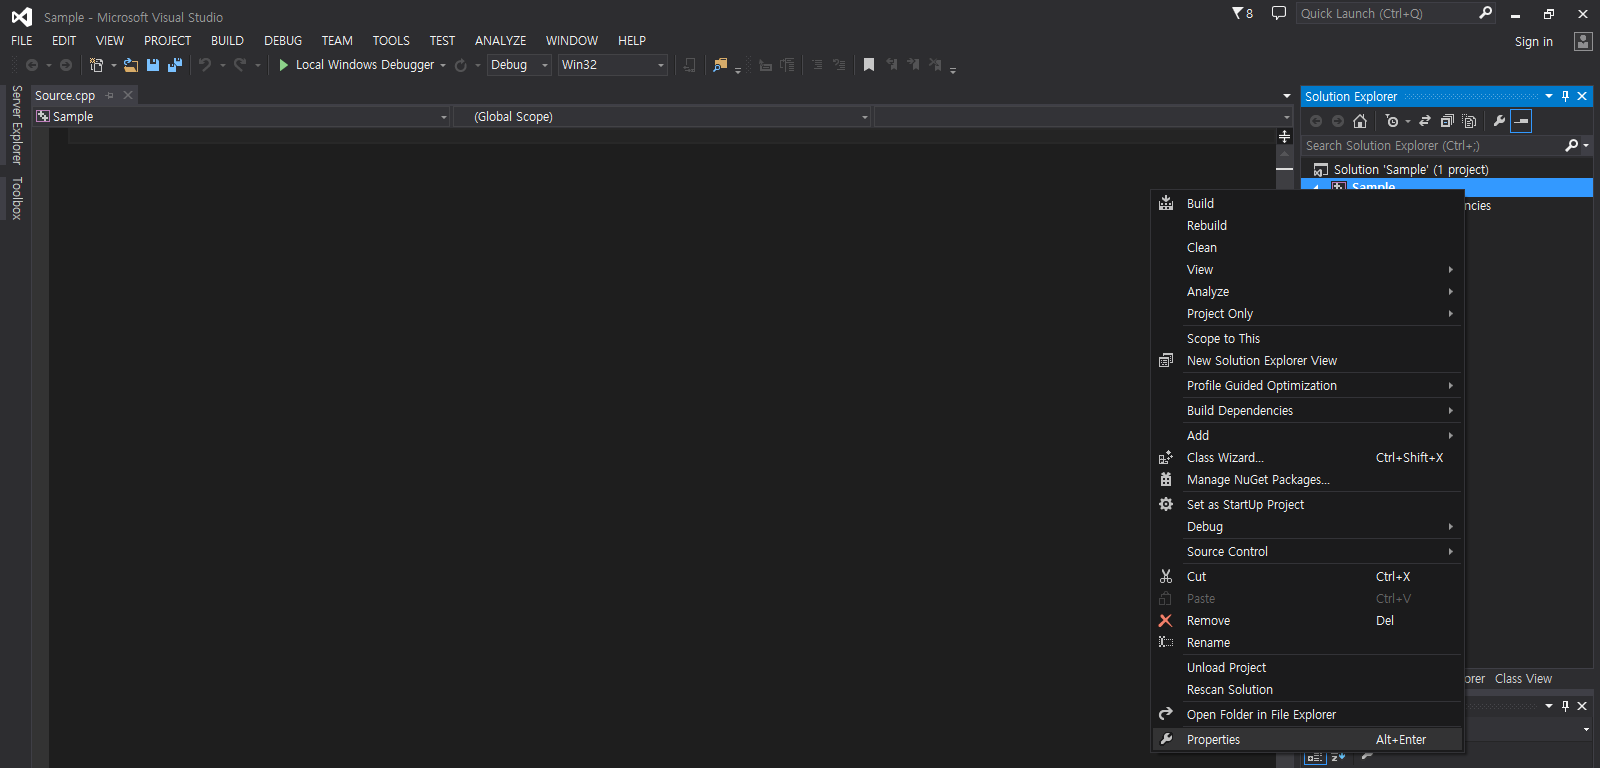 Sample - Microsoft Visual Studio
8
Quick Launch (Ctrl+Q)
FILE EDIT VIEW PROJECT BUILD DEBUG TEAM TOOLS TEST ANALYZE WINDOW HELP
Sign in
Local Windows Debugger Debug Win32
Server Explorer
Toolbox
Source.cpp
Sample (Global Scope)
Solution Explorer
Search Solution Explorer (Ctrl+;)
Solution 'Sample' (1 project)
Sample
ncies
Build
Rebuild
Clean
View
Analyze
Project Only
Scope to This
New Solution Explorer View
Profile Guided Optimization
Build Dependencies
Add
Class Wizard... Ctrl+Shift+X
Manage NuGet Packages...
Set as StartUp Project
Debug
Source Control
Cut Ctrl+X
Paste Ctrl+V
Remove Del
Rename
Unload Project
Rescan Solution
Open Folder in File Explorer
Properties Alt+Enter
orer Class View